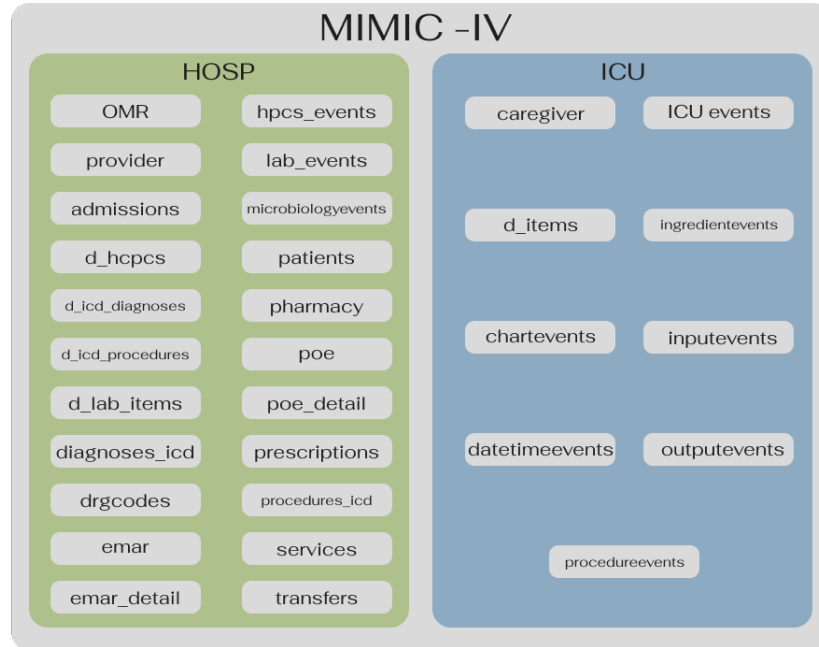 MIMIC -IV
HOSP
OMR
hpcs_events
provider
lab_events
admissions
microbiologyevents
d_hcpcs
patients
d_icd_diagnoses
pharmacy
d_icd_procedures
poe
d_lab_items
poe_detail
diagnoses_icd
prescriptions
drgcodes
procedures_icd
emar
services
emar_detail
transfers
ICU
caregiver
ICU events
d_items
ingredientevents
chartevents
inputevents
datetimeevents
outputevents
procedureevents